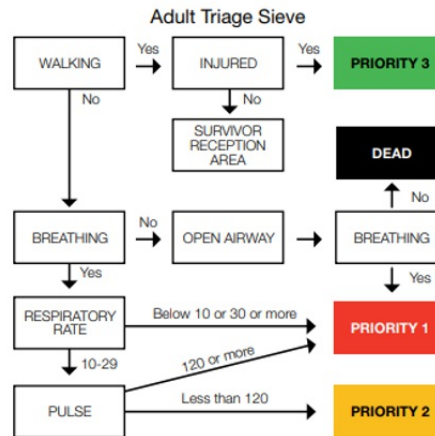 Adult Triage Sieve
WALKING
Yes
INJURED
Yes
PRIORITY 3
No
No
SURVIVOR
RECEPTION
AREA
DEAD
No
BREATHING
No
OPEN AIRWAY
BREATHING
Yes
Yes
RESPIRATORY
RATE
Below 10 or 30 or more
PRIORITY 1
10-29
120 or more
PULSE
Less than 120
PRIORITY 2